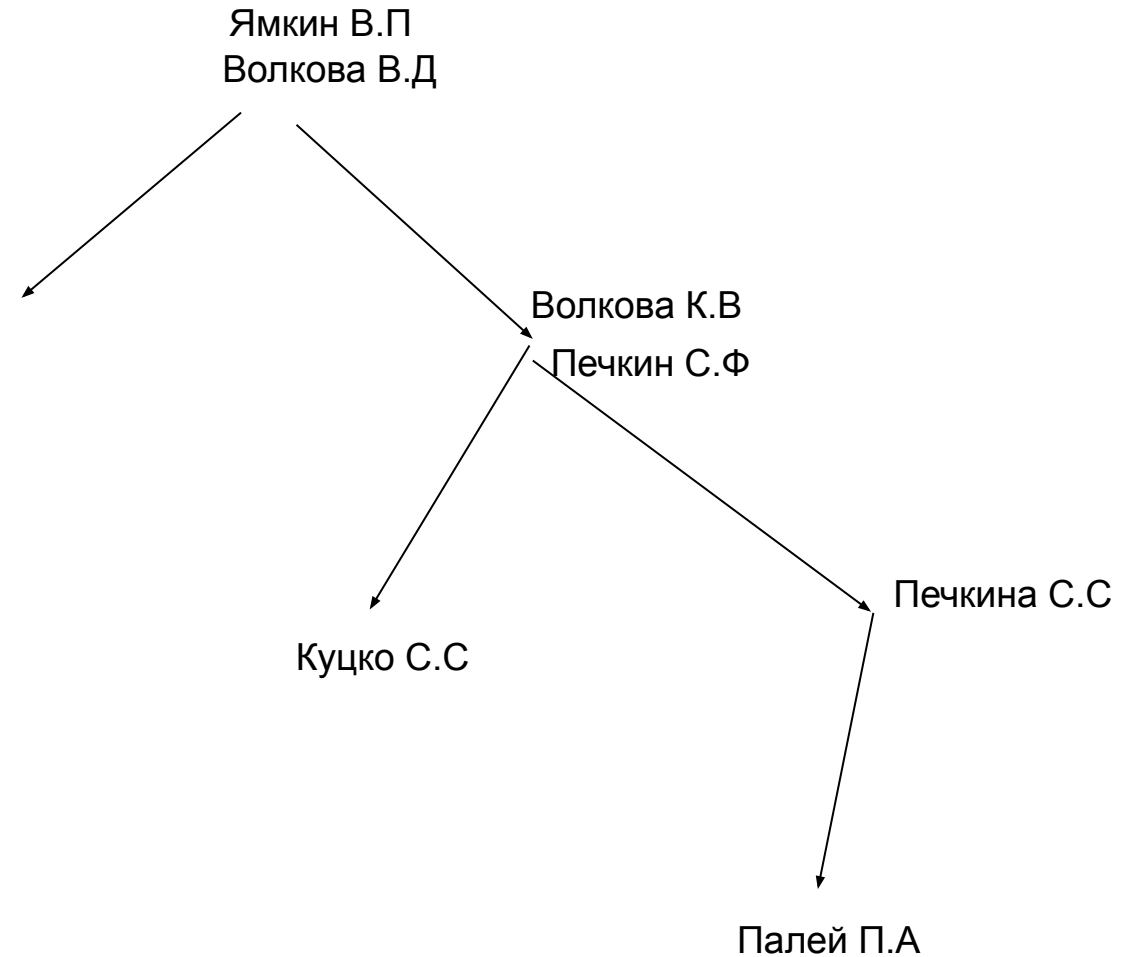 Ямкин В.П
Волкова В.Д
Волкова К.В
Печкин С.Ф
Печкина С.С
Куцко С.С
Палей П.А